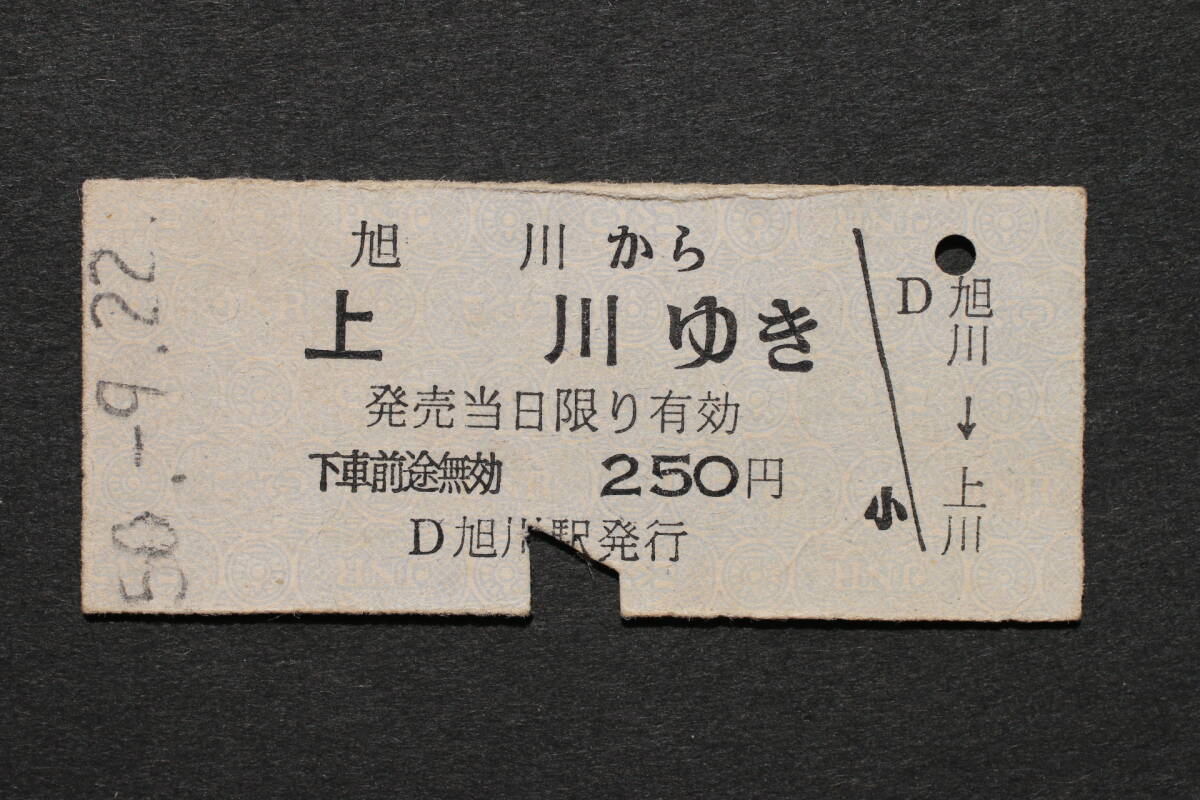 50.-9.22
旭川から
上川ゆき
発売当日限り有効
下車前途無効 250円
D旭川駅発行
D 旭川→上川
小